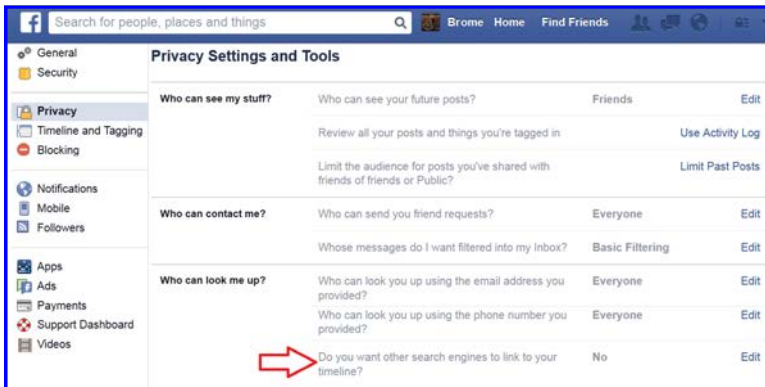 f Search for people, places and things Brome Home Find Friends
General
Security
Privacy
Timeline and Tagging
Blocking
Notifications
Mobile
Followers
Apps
Ads
Payments
Support Dashboard
Videos
Privacy Settings and Tools
Who can see my stuff? Who can see your future posts? Friends Edit
Review all your posts and things you're tagged in Use Activity Log
Limit the audience for posts you've shared with Limit Past Posts
friends of friends or Public?
Who can contact me? Who can send you friend requests? Everyone Edit
Whose messages do I want filtered into my Inbox? Basic Filtering Edit
Who can look me up? Who can look you up using the email address you Everyone Edit
provided?
Who can look you up using the phone number you Everyone Edit
provided?
Do you want other search engines to link to your No Edit
timeline?